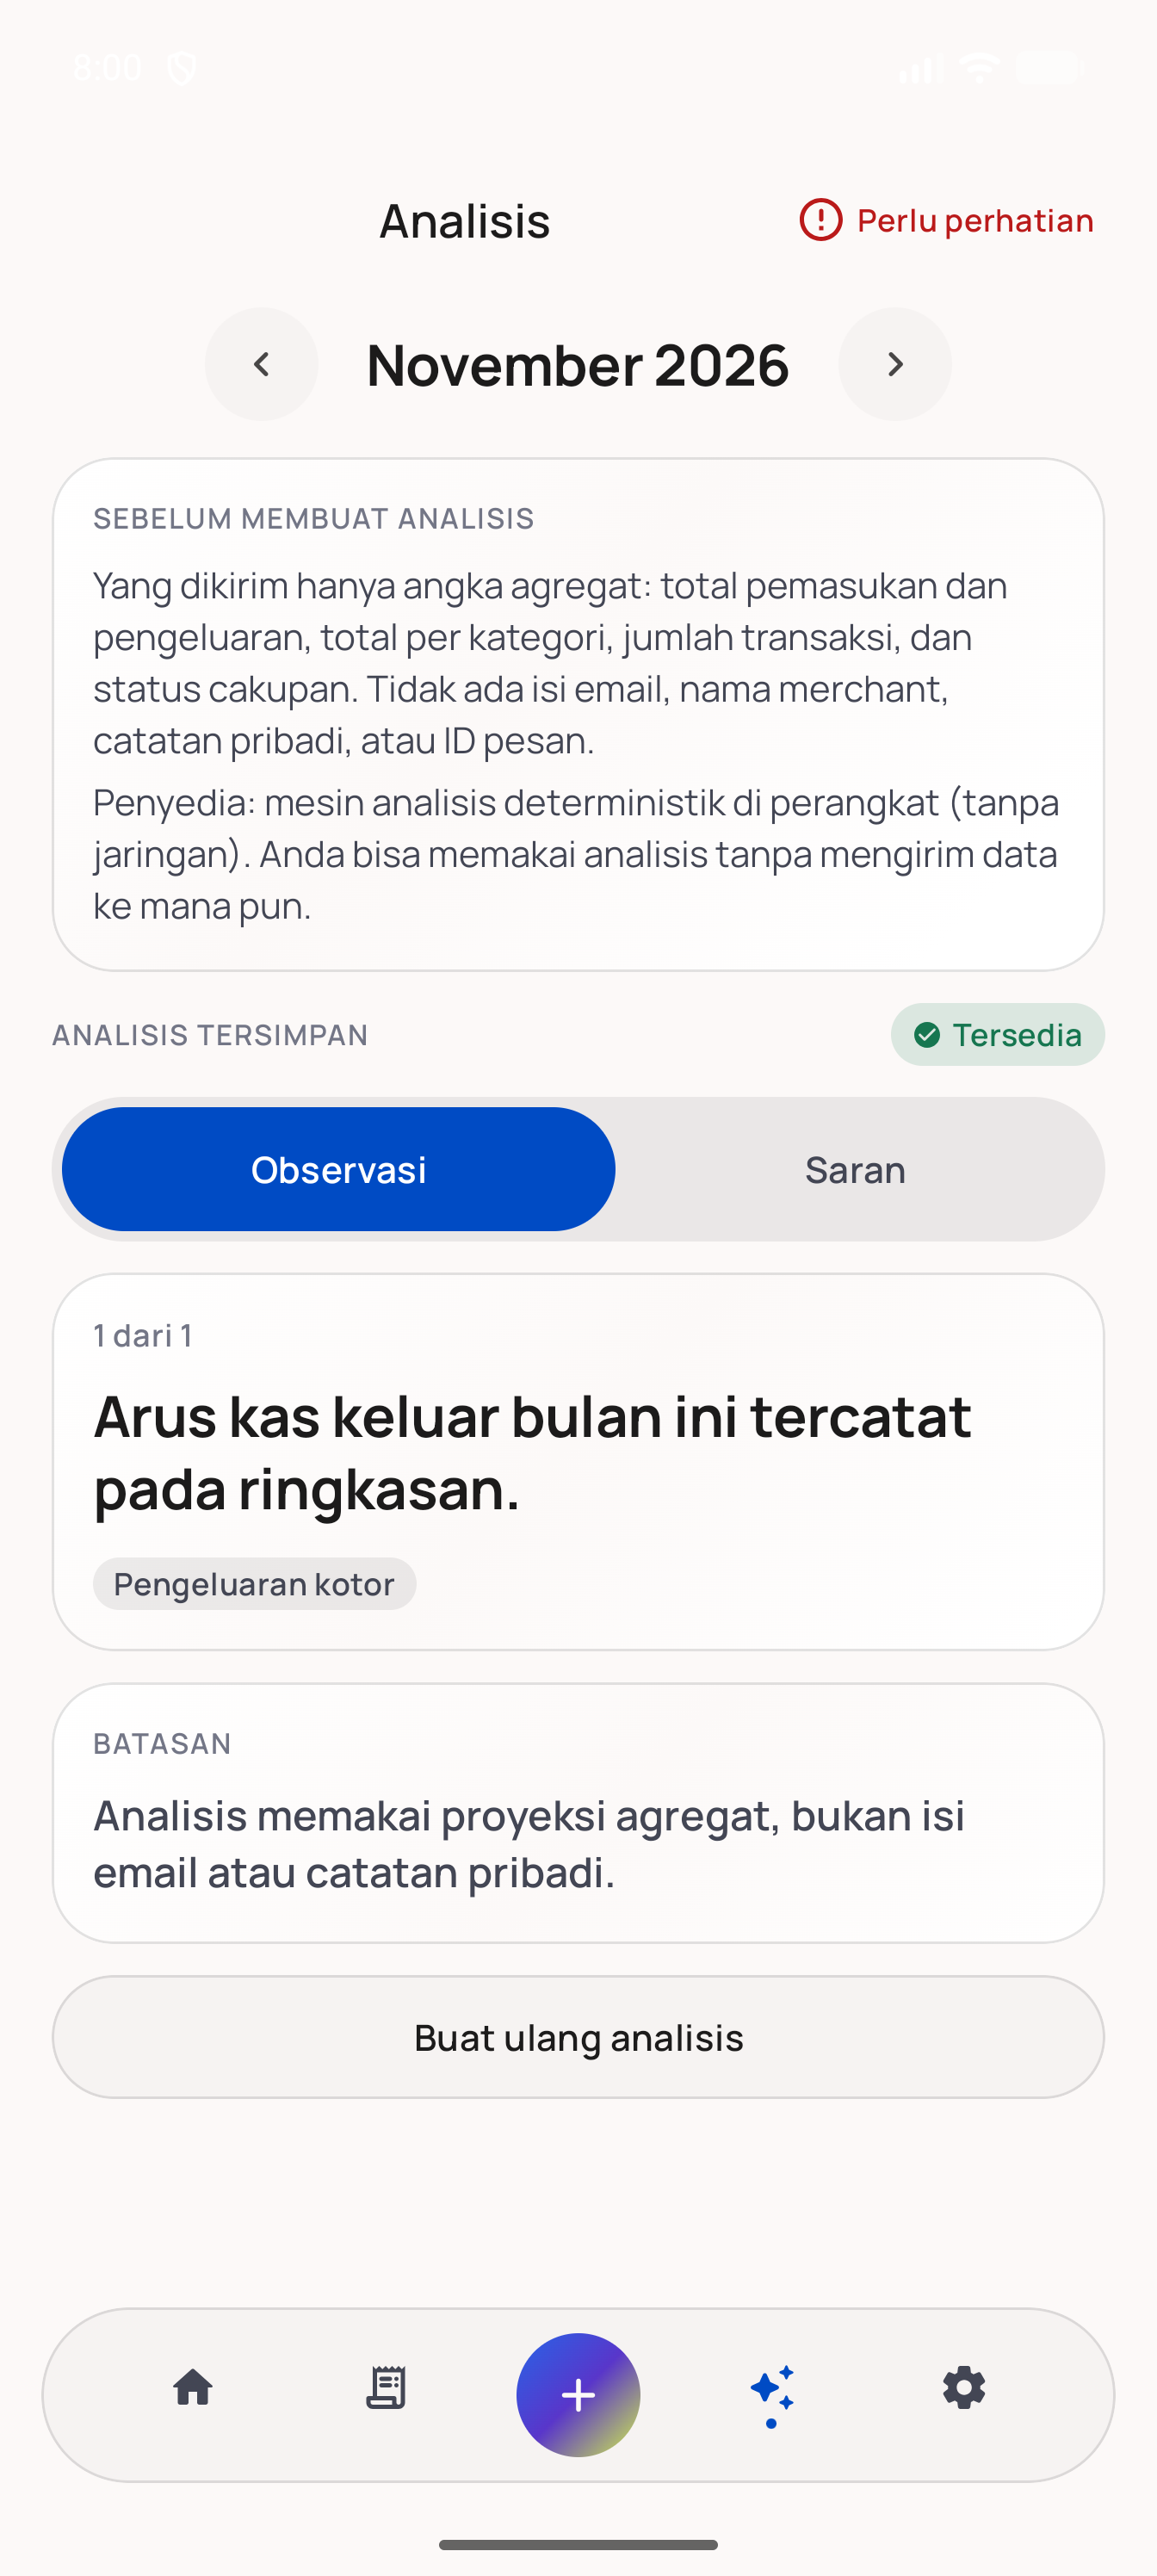 8:00
Analisis
Perlu perhatian
November 2026
SEBELUM MEMBUAT ANALISIS
Yang dikirim hanya angka agregat: total pemasukan dan
pengeluaran, total per kategori, jumlah transaksi, dan
status cakupan. Tidak ada isi email, nama merchant,
catatan pribadi, atau ID pesan.
Penyedia: mesin analisis deterministik di perangkat (tanpa
jaringan). Anda bisa memakai analisis tanpa mengirim data
ke mana pun.
ANALISIS TERSIMPAN
Tersedia
Observasi
Saran
1 dari 1
Arus kas keluar bulan ini tercatat
pada ringkasan.
Pengeluaran kotor
BATASAN
Analisis memakai proyeksi agregat, bukan isi
email atau catatan pribadi.
Buat ulang analisis